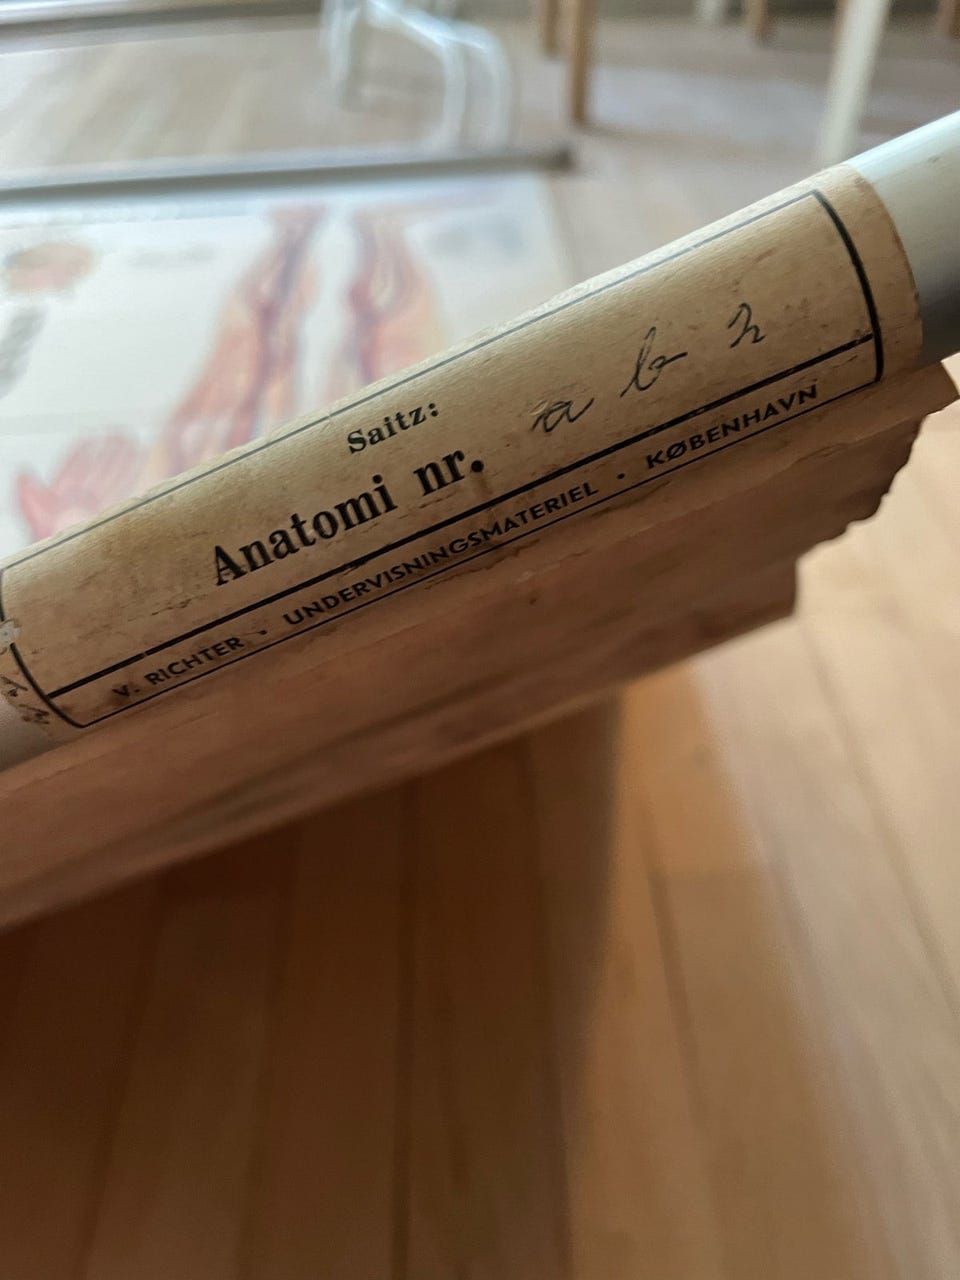 Saitz:
Anatomi nr. a b 2
V. RICHTER · UNDERVISNINGSMATERIEL · KØBENHAVN